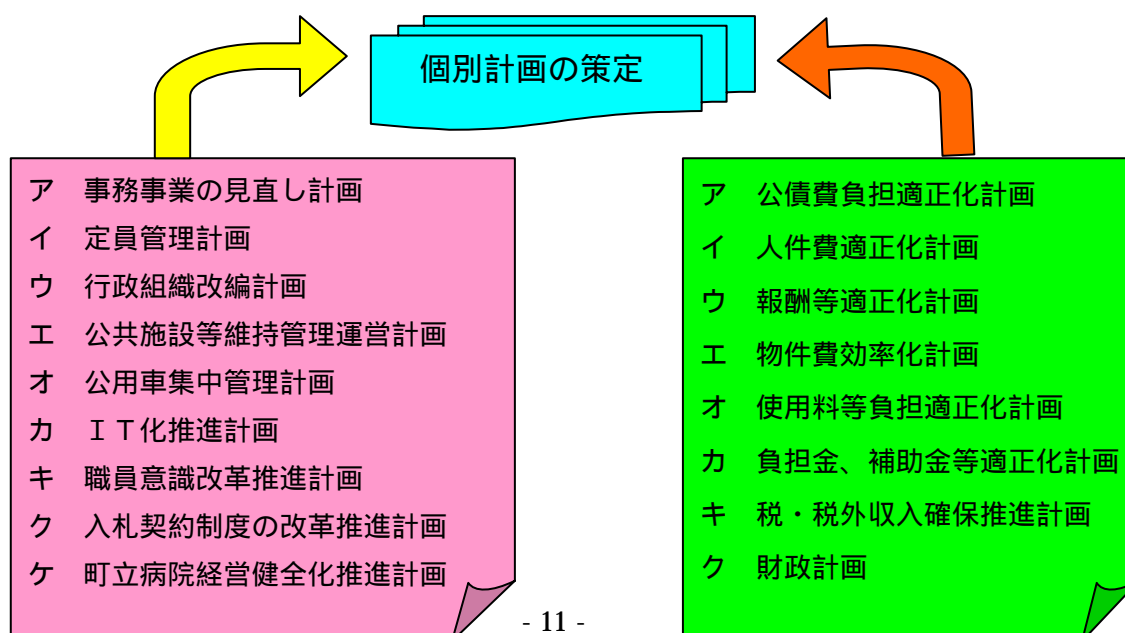 個別計画の策定
ア 事務事業の見直し計画
イ 定員管理計画
ウ 行政組織改編計画
エ 公共施設等維持管理運営計画
オ 公用車集中管理計画
カ ＩＴ化推進計画
キ 職員意識改革推進計画
ク 入札契約制度の改革推進計画
ケ 町立病院経営健全化推進計画
ア 公債費負担適正化計画
イ 人件費適正化計画
ウ 報酬等適正化計画
エ 物件費効率化計画
オ 使用料等負担適正化計画
カ 負担金、補助金等適正化計画
キ 税・税外収入確保推進計画
ク 財政計画
- 11 -